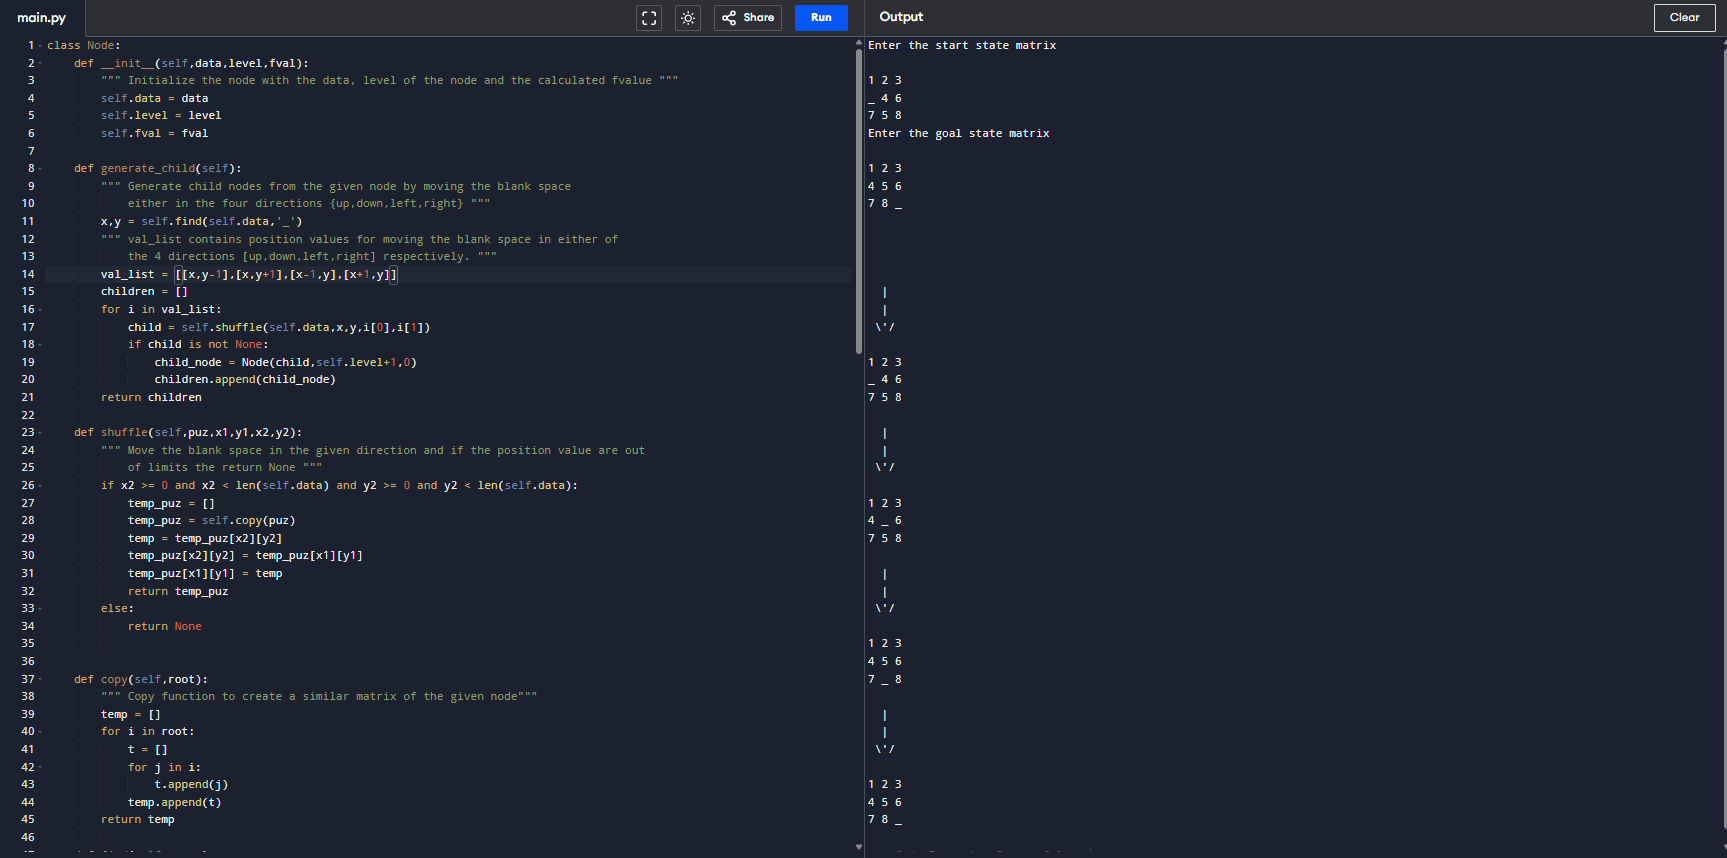 main.py
Share
Run
Output
Clear
1 class Node:
2     def __init__(self,data,level,fval):
3         """ Initialize the node with the data, level of the node and the calculated fvalue """
4         self.data = data
5         self.level = level
6         self.fval = fval
7
8     def generate_child(self):
9         """ Generate child nodes from the given node by moving the blank space
10             either in the four directions {up,down,left,right} """
11         x,y = self.find(self.data,'_')
12         """ val_list contains position values for moving the blank space in either of
13             the 4 directions [up,down,left,right] respectively. """
14         val_list = [[x,y-1],[x,y+1],[x-1,y],[x+1,y]]
15         children = []
16         for i in val_list:
17             child = self.shuffle(self.data,x,y,i[0],i[1])
18             if child is not None:
19                 child_node = Node(child,self.level+1,0)
20                 children.append(child_node)
21         return children
22
23     def shuffle(self,puz,x1,y1,x2,y2):
24         """ Move the blank space in the given direction and if the position value are out
25             of limits the return None """
26         if x2 >= 0 and x2 < len(self.data) and y2 >= 0 and y2 < len(self.data):
27             temp_puz = []
28             temp_puz = self.copy(puz)
29             temp = temp_puz[x2][y2]
30             temp_puz[x2][y2] = temp_puz[x1][y1]
31             temp_puz[x1][y1] = temp
32             return temp_puz
33         else:
34             return None
35
36
37     def copy(self,root):
38         """ Copy function to create a similar matrix of the given node"""
39         temp = []
40         for i in root:
41             t = []
42             for j in i:
43                 t.append(j)
44             temp.append(t)
45         return temp
46
Enter the start state matrix
1 2 3
_ 4 6
7 5 8
Enter the goal state matrix
1 2 3
4 5 6
7 8 _
|
|
\'/
1 2 3
_ 4 6
7 5 8
|
|
\'/
1 2 3
4 _ 6
7 5 8
|
|
\'/
1 2 3
4 5 6
7 _ 8
|
|
\'/
1 2 3
4 5 6
7 8 _